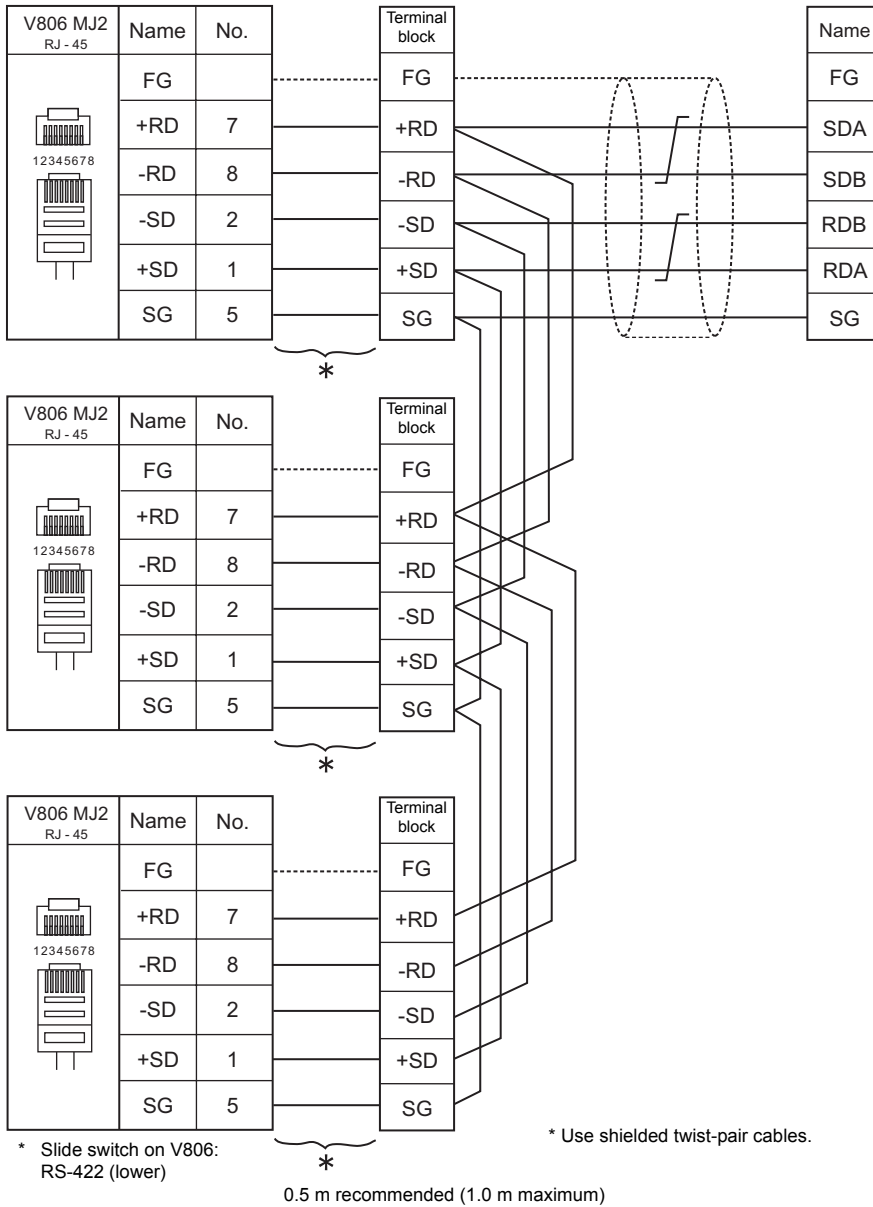 V806 MJ2
RJ - 45
Name
No.
Terminal
block
Name
FG
FG
FG
+RD
7
+RD
SDA
12345678
-RD
8
-RD
SDB
-SD
2
-SD
RDB
+SD
1
+SD
RDA
SG
5
SG
SG
*
V806 MJ2
RJ - 45
Name
No.
Terminal
block
FG
FG
+RD
7
+RD
12345678
-RD
8
-RD
-SD
2
-SD
+SD
1
+SD
SG
5
SG
*
V806 MJ2
RJ - 45
Name
No.
Terminal
block
FG
FG
+RD
7
+RD
12345678
-RD
8
-RD
-SD
2
-SD
+SD
1
+SD
SG
5
SG
* Slide switch on V806:
RS-422 (lower)
*
* Use shielded twist-pair cables.
0.5 m recommended (1.0 m maximum)